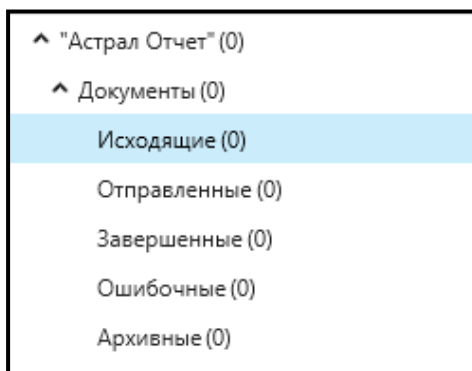 "Астрал Отчет" (0)
Документы (0)
Исходящие (0)
Отправленные (0)
Завершенные (0)
Ошибочные (0)
Архивные (0)